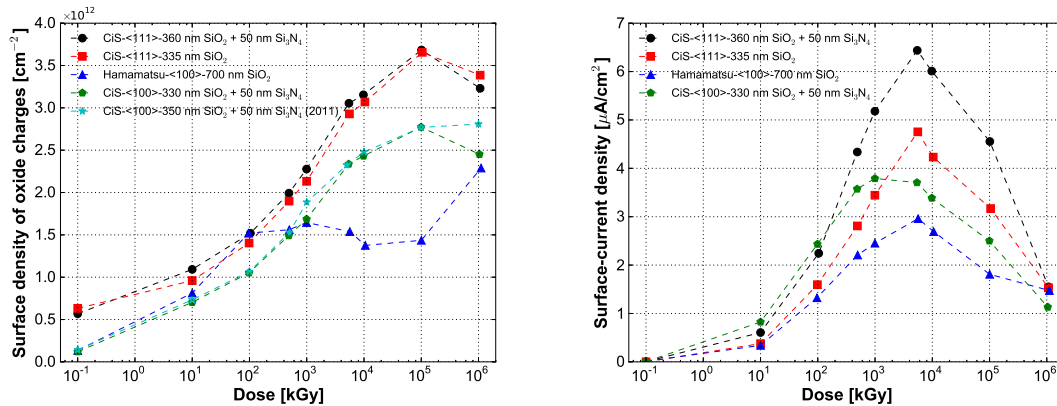 1e12
4.0
3.5
3.0
2.5
2.0
1.5
1.0
0.5
0.0
Surface density of oxide charges [cm⁻²]
CiS-<111>-360 nm SiO₂ + 50 nm Si₃N₄
CiS-<111>-335 nm SiO₂
Hamamatsu-<100>-700 nm SiO₂
CiS-<100>-330 nm SiO₂ + 50 nm Si₃N₄
CiS-<100>-350 nm SiO₂ + 50 nm Si₃N₄ (2011)
10⁻¹ 10⁰ 10¹ 10² 10³ 10⁴ 10⁵ 10⁶
Dose [kGy]
7
6
5
4
3
2
1
0
Surface-current density [μA/cm²]
CiS-<111>-360 nm SiO₂ + 50 nm Si₃N₄
CiS-<111>-335 nm SiO₂
Hamamatsu-<100>-700 nm SiO₂
CiS-<100>-330 nm SiO₂ + 50 nm Si₃N₄
10⁻¹ 10⁰ 10¹ 10² 10³ 10⁴ 10⁵ 10⁶
Dose [kGy]